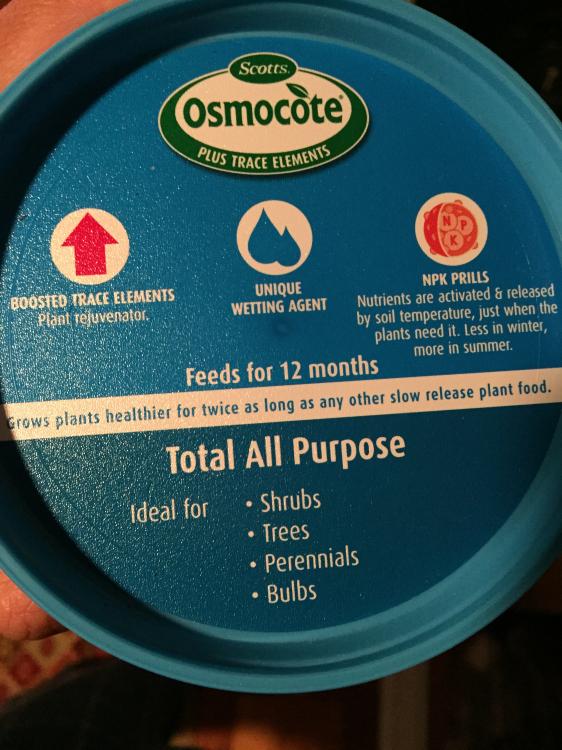 Scotts.
Osmocote®
PLUS TRACE ELEMENTS
BOOSTED TRACE ELEMENTS
Plant rejuvenator.
UNIQUE
WETTING AGENT
N P
K
NPK PRILLS
Nutrients are activated & released
by soil temperature, just when the
plants need it. Less in winter,
more in summer.
Feeds for 12 months
Grows plants healthier for twice as long as any other slow release plant food.
Total All Purpose
Ideal for
• Shrubs
• Trees
• Perennials
• Bulbs